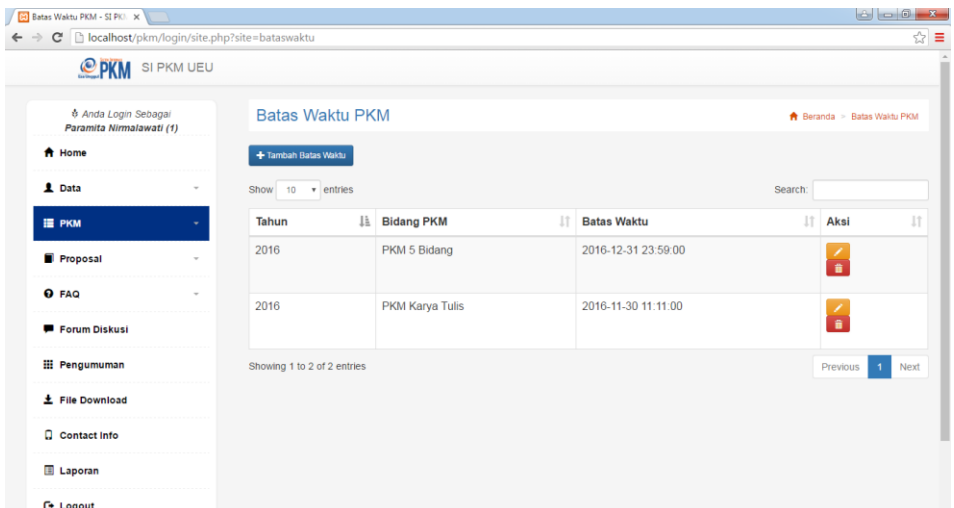 Batas Waktu PKM - SI PK
localhost/pkm/login/site.php?site=bataswaktu
PKM SI PKM UEU
Anda Login Sebagai
Paramita Nirmalawati (1)
Home
Data
PKM
Proposal
FAQ
Forum Diskusi
Pengumuman
File Download
Contact Info
Laporan
Logout
Batas Waktu PKM
Beranda > Batas Waktu PKM
+ Tambah Batas Waktu
Show 10 entries
Search:
Tahun Bidang PKM Batas Waktu Aksi
2016 PKM 5 Bidang 2016-12-31 23:59:00
2016 PKM Karya Tulis 2016-11-30 11:11:00
Showing 1 to 2 of 2 entries
Previous 1 Next